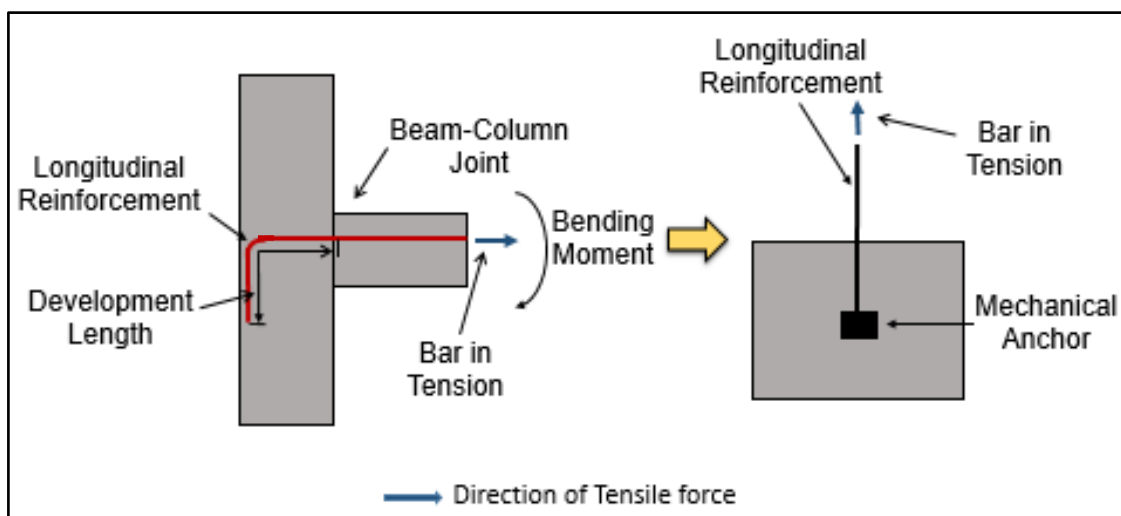 Longitudinal
Reinforcement
Beam-Column
Joint
Longitudinal
Reinforcement
Bending
Moment
Development
Length
Bar in
Tension
Bar in
Tension
Mechanical
Anchor
Direction of Tensile force